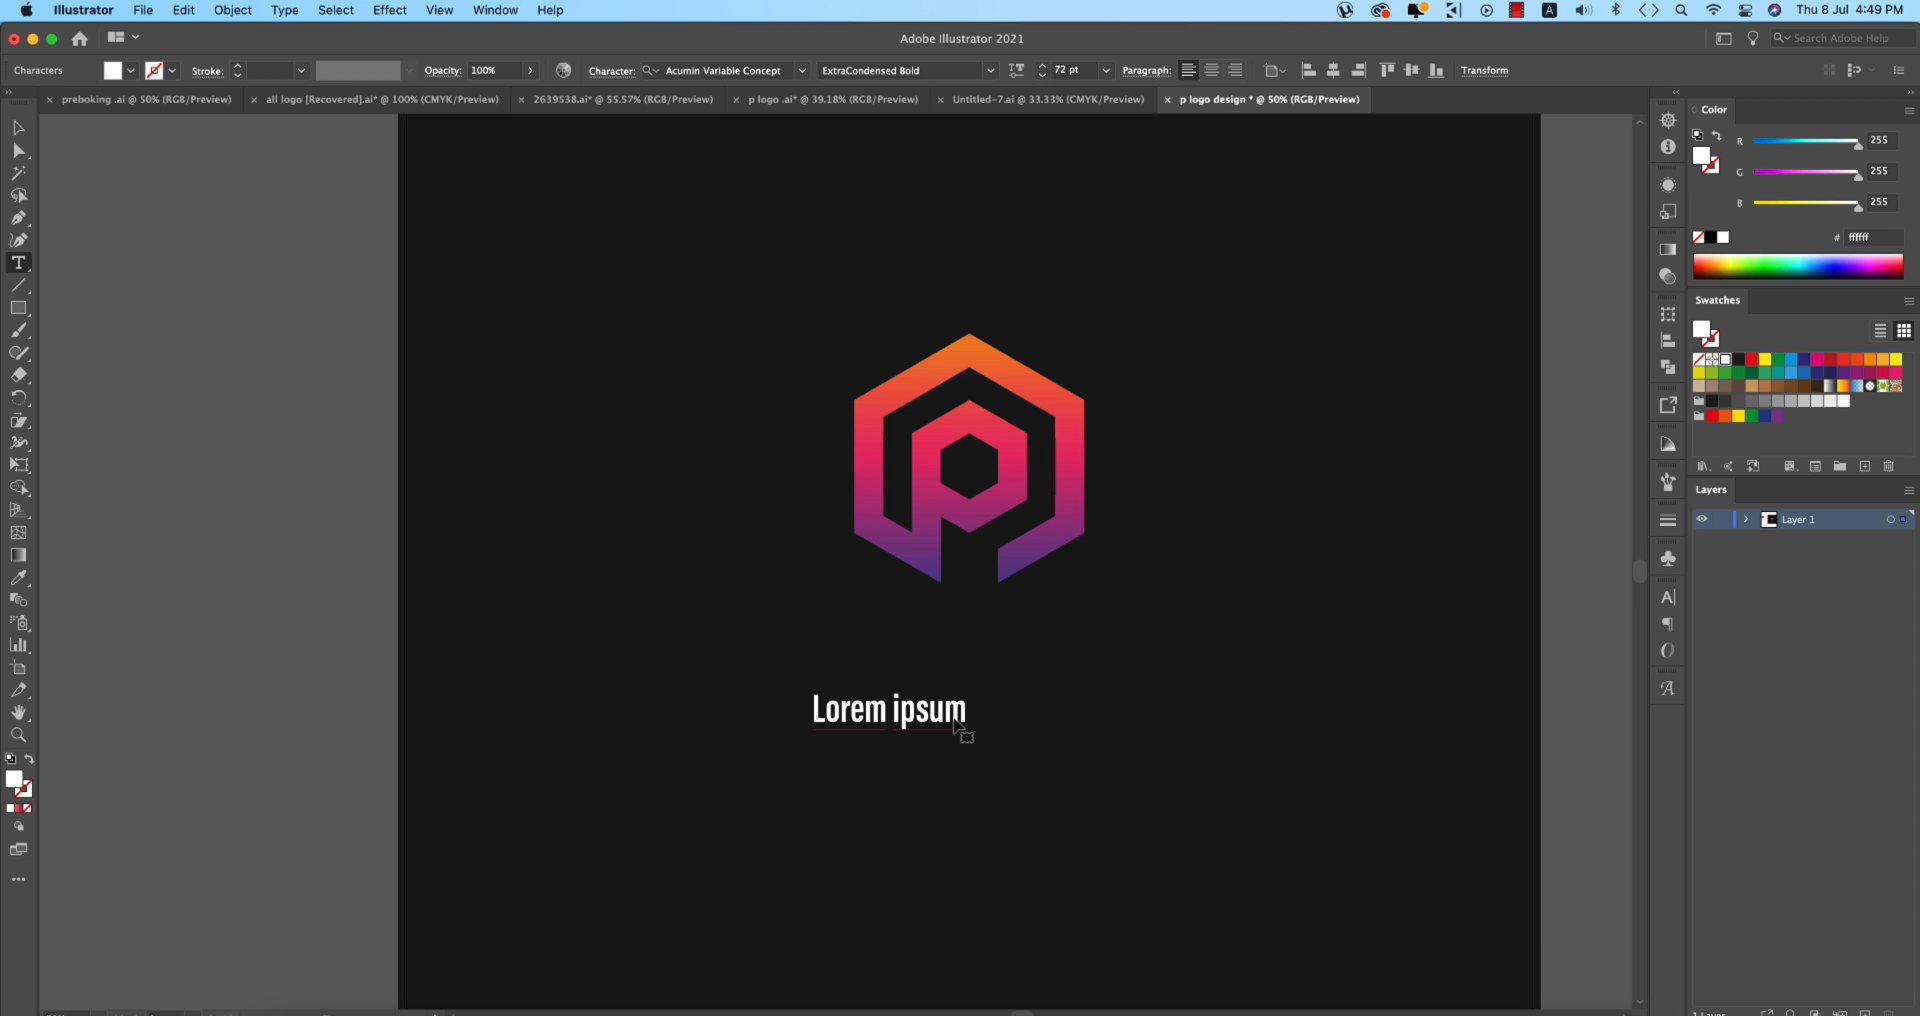 Illustrator File Edit Object Type Select Effect View Window Help
A Thu 8 Jul 4:49 PM
Adobe Illustrator 2021
Search Adobe Help
Characters Stroke: Opacity: 100% Character: Acumin Variable Concept ExtraCondensed Bold 72 pt Paragraph: Transform
× preboking .ai @ 50% (RGB/Preview) × all logo [Recovered].ai* @ 100% (CMYK/Preview) × 2639538.ai* @ 55.57% (RGB/Preview) × p logo .ai* @ 39.18% (RGB/Preview) × Untitled-7.ai @ 33.33% (CMYK/Preview) × p logo design * @ 50% (RGB/Preview)
Color
R 255
G 255
B 255
# ffffff
Swatches
Layers
Layer 1
Lorem ipsum
1 Layer